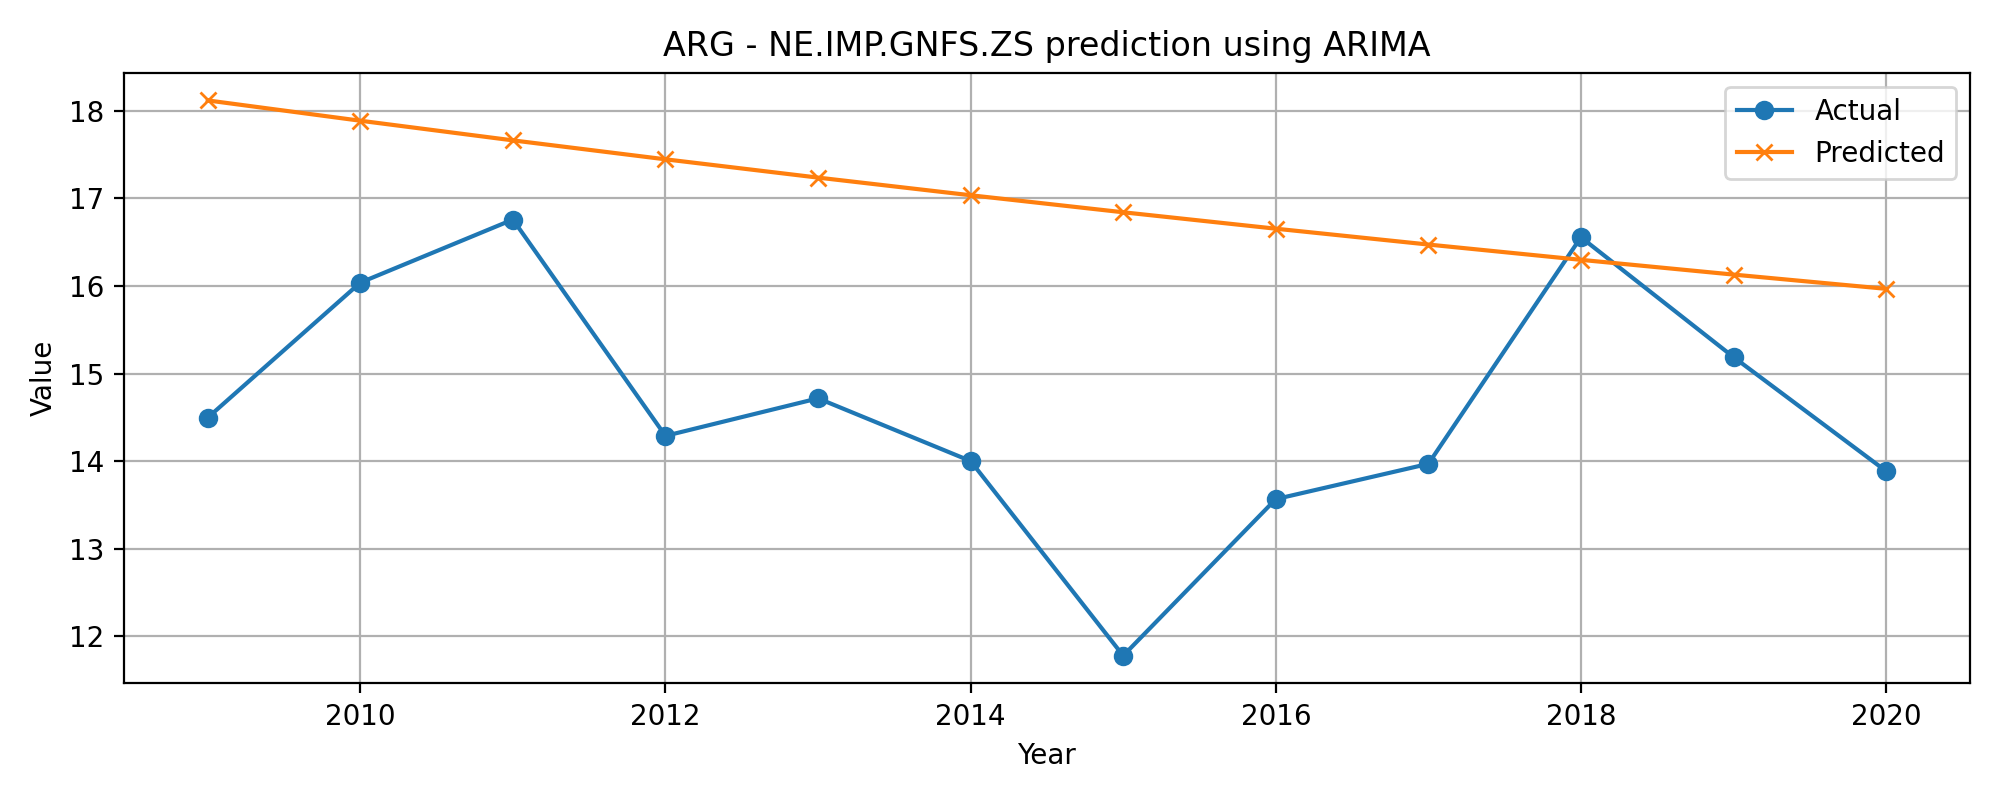 ARG - NE.IMP.GNFS.ZS prediction using ARIMA
Actual
Predicted
18
17
16
15
14
13
12
Value
2010 2012 2014 2016 2018 2020
Year